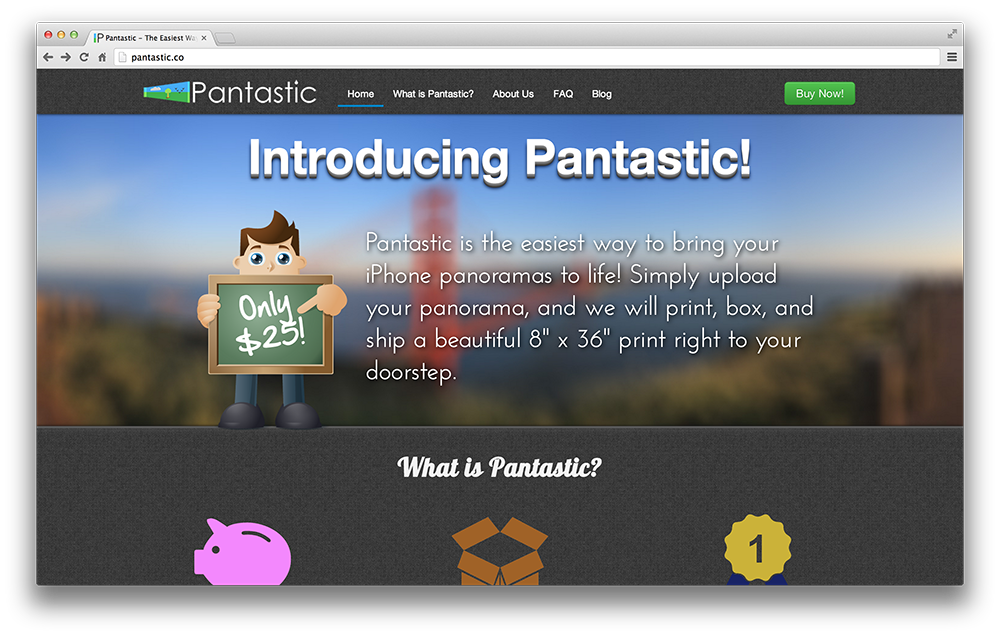 Pantastic – The Easiest Wa
pantastic.co
Pantastic
Home What is Pantastic? About Us FAQ Blog
Buy Now!
Introducing Pantastic!
Only
$25!
Pantastic is the easiest way to bring your
iPhone panoramas to life! Simply upload
your panorama, and we will print, box, and
ship a beautiful 8" x 36" print right to your
doorstep.
What is Pantastic?
1